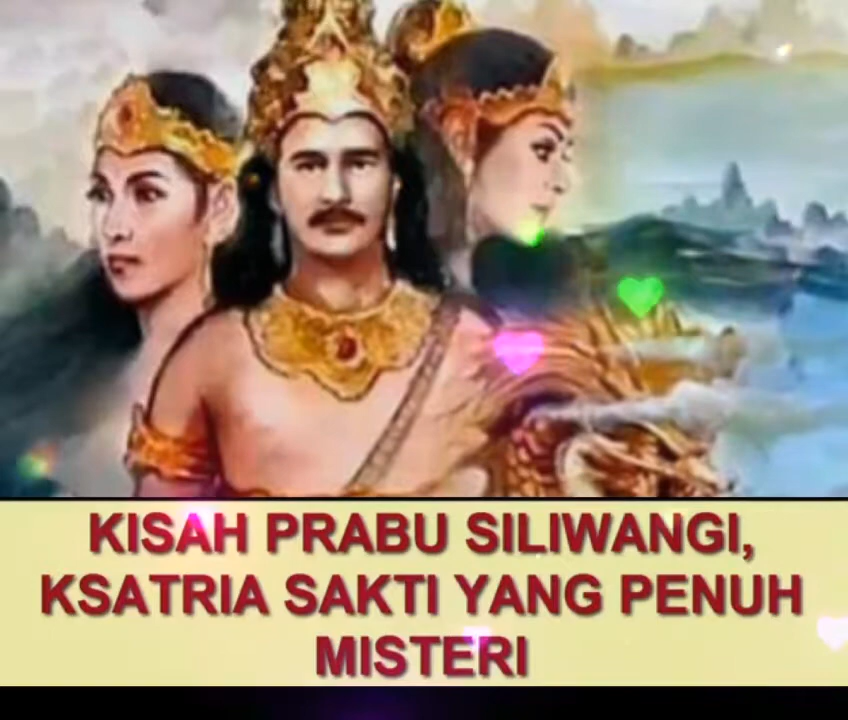 KISAH PRABU SILIWANGI,
KSATRIA SAKTI YANG PENUH
MISTERI